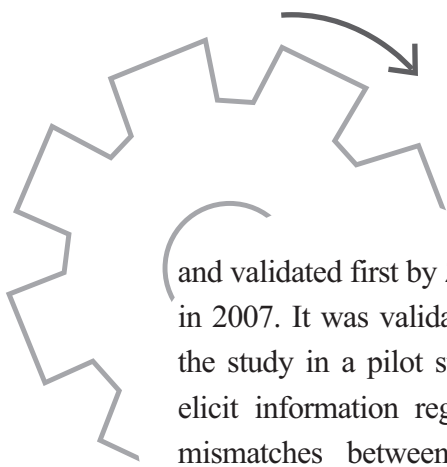 and validated first by
in 2007. It was valida
the study in a pilot s
elicit information reg
mismatches between